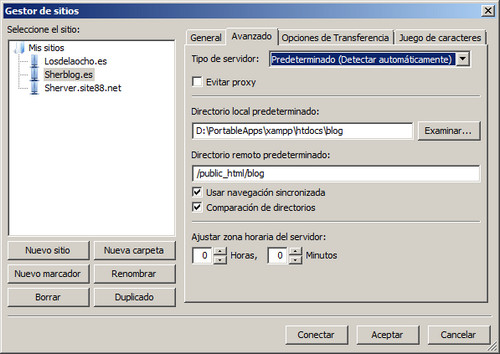 Gestor de sitios
Seleccione el sitio:
Mis sitios
Losdelaocho.es
Sherblog.es
Sherver.site88.net
Nuevo sitio
Nueva carpeta
Nuevo marcador
Renombrar
Borrar
Duplicado
General
Avanzado
Opciones de Transferencia
Juego de caracteres
Tipo de servidor:
Predeterminado (Detectar automáticamente)
Evitar proxy
Directorio local predeterminado:
D:\PortableApps\xampp\htdocs\blog
Examinar...
Directorio remoto predeterminado:
/public_html/blog
Usar navegación sincronizada
Comparación de directorios
Ajustar zona horaria del servidor:
0 Horas, 0 Minutos
Conectar
Aceptar
Cancelar